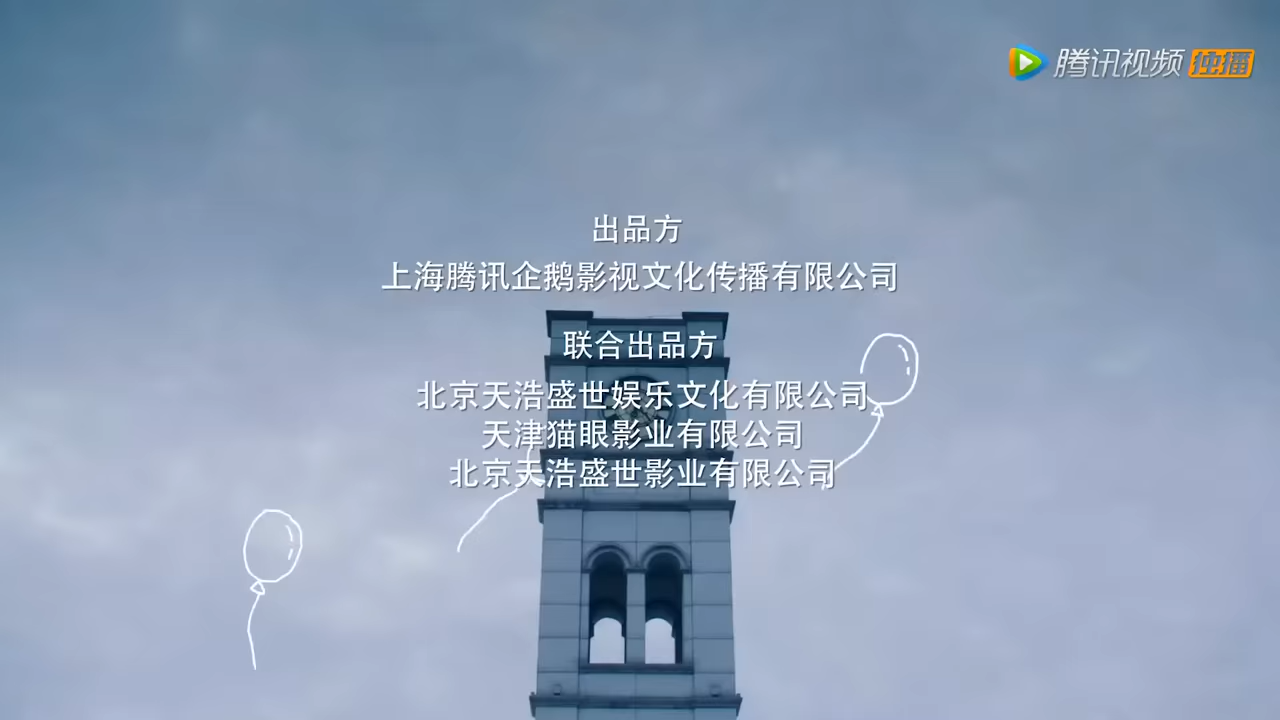 腾讯视频 独播
出品方
上海腾讯企鹅影视文化传播有限公司
联合出品方
北京天浩盛世娱乐文化有限公司
天津猫眼影业有限公司
北京天浩盛世影业有限公司